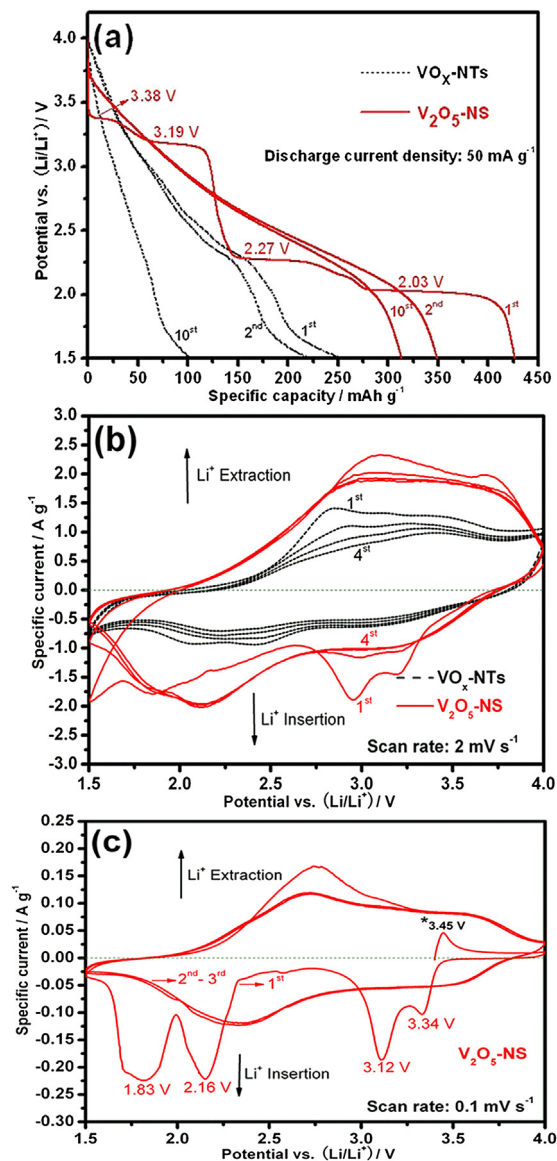 (a)
VOX-NTs
V2O5-NS
Discharge current density: 50 mA g-1
3.38 V
3.19 V
2.27 V
2.03 V
10st
2nd
1st
10st
2nd
1st
4.0
3.5
3.0
2.5
2.0
1.5
Potential vs. (Li/Li+) / V
0 50 100 150 200 250 300 350 400 450
Specific capacity / mAh g-1
(b)
Li+ Extraction
1st
4st
4st
1st
Li+ Insertion
VOx-NTs
V2O5-NS
Scan rate: 2 mV s-1
3.0
2.5
2.0
1.5
1.0
0.5
0.0
-0.5
-1.0
-1.5
-2.0
-2.5
-3.0
Specific current / A g-1
1.5 2.0 2.5 3.0 3.5 4.0
Potential vs. (Li/Li+) / V
(c)
Li+ Extraction
*3.45 V
2nd - 3rd
1st
1.83 V
2.16 V
3.12 V
3.34 V
Li+ Insertion
V2O5-NS
Scan rate: 0.1 mV s-1
0.25
0.20
0.15
0.10
0.05
0.00
-0.05
-0.10
-0.15
-0.20
-0.25
-0.30
Specific current / A g-1
1.5 2.0 2.5 3.0 3.5 4.0
Potential vs. (Li/Li+) / V